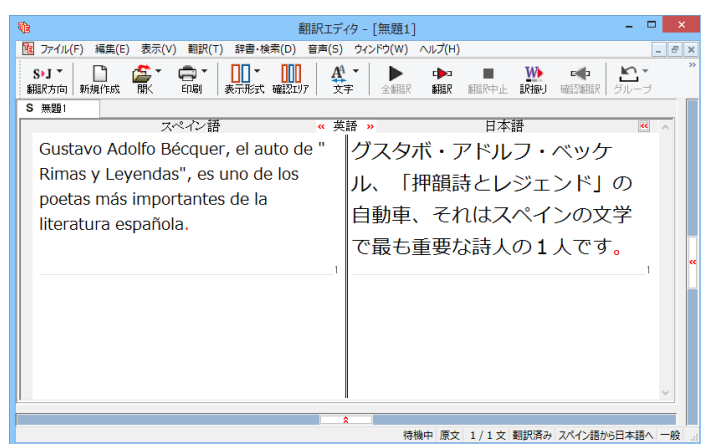 翻訳エディタ - [無題1]
ファイル(F) 編集(E) 表示(V) 翻訳(T) 辞書・検索(D) 音声(S) ウィンドウ(W) ヘルプ(H)
S▸J
翻訳方向 新規作成 開く 印刷 表示形式 確認エリア 文字 全翻訳 翻訳 翻訳中止 訳振り 確認翻訳 グループ
S 無題1
スペイン語 « 英語 » 日本語 «
Gustavo Adolfo Bécquer, el auto de "
Rimas y Leyendas", es uno de los
poetas más importantes de la
literatura española.
1
グスタボ・アドルフ・ベッケ
ル、「押韻詩とレジェンド」の
自動車、それはスペインの文学
で最も重要な詩人の１人です。
1
待機中 原文 1 / 1 文 翻訳済み スペイン語から日本語へ 一般